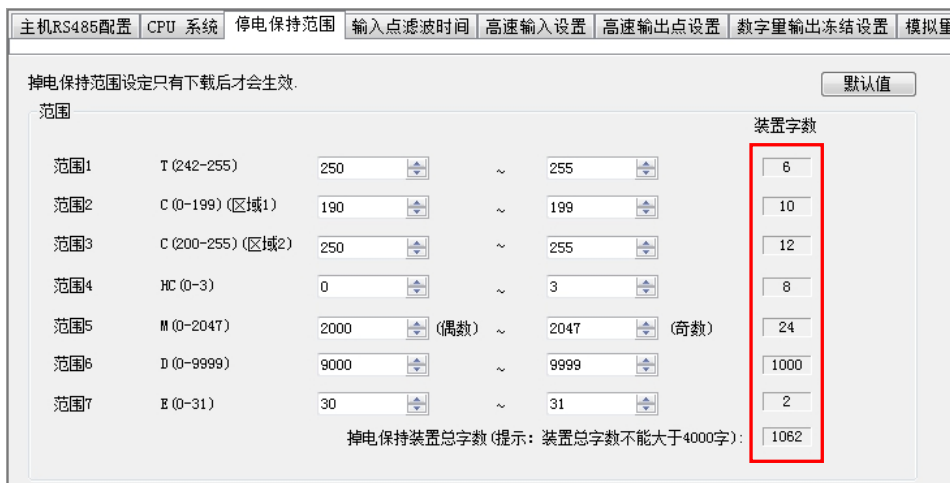 主机RS485配置 CPU 系统 停电保持范围 输入点滤波时间 高速输入设置 高速输出点设置 数字量输出冻结设置 模拟量
掉电保持范围设定只有下载后才会生效. 默认值
范围
装置字数
范围1 T(242-255) 250 ~ 255 6
范围2 C(0-199)(区域1) 190 ~ 199 10
范围3 C(200-255)(区域2) 250 ~ 255 12
范围4 HC(0-3) 0 ~ 3 8
范围5 M(0-2047) 2000 (偶数) ~ 2047 (奇数) 24
范围6 D(0-9999) 9000 ~ 9999 1000
范围7 E(0-31) 30 ~ 31 2
掉电保持装置总字数(提示: 装置总字数不能大于4000字): 1062